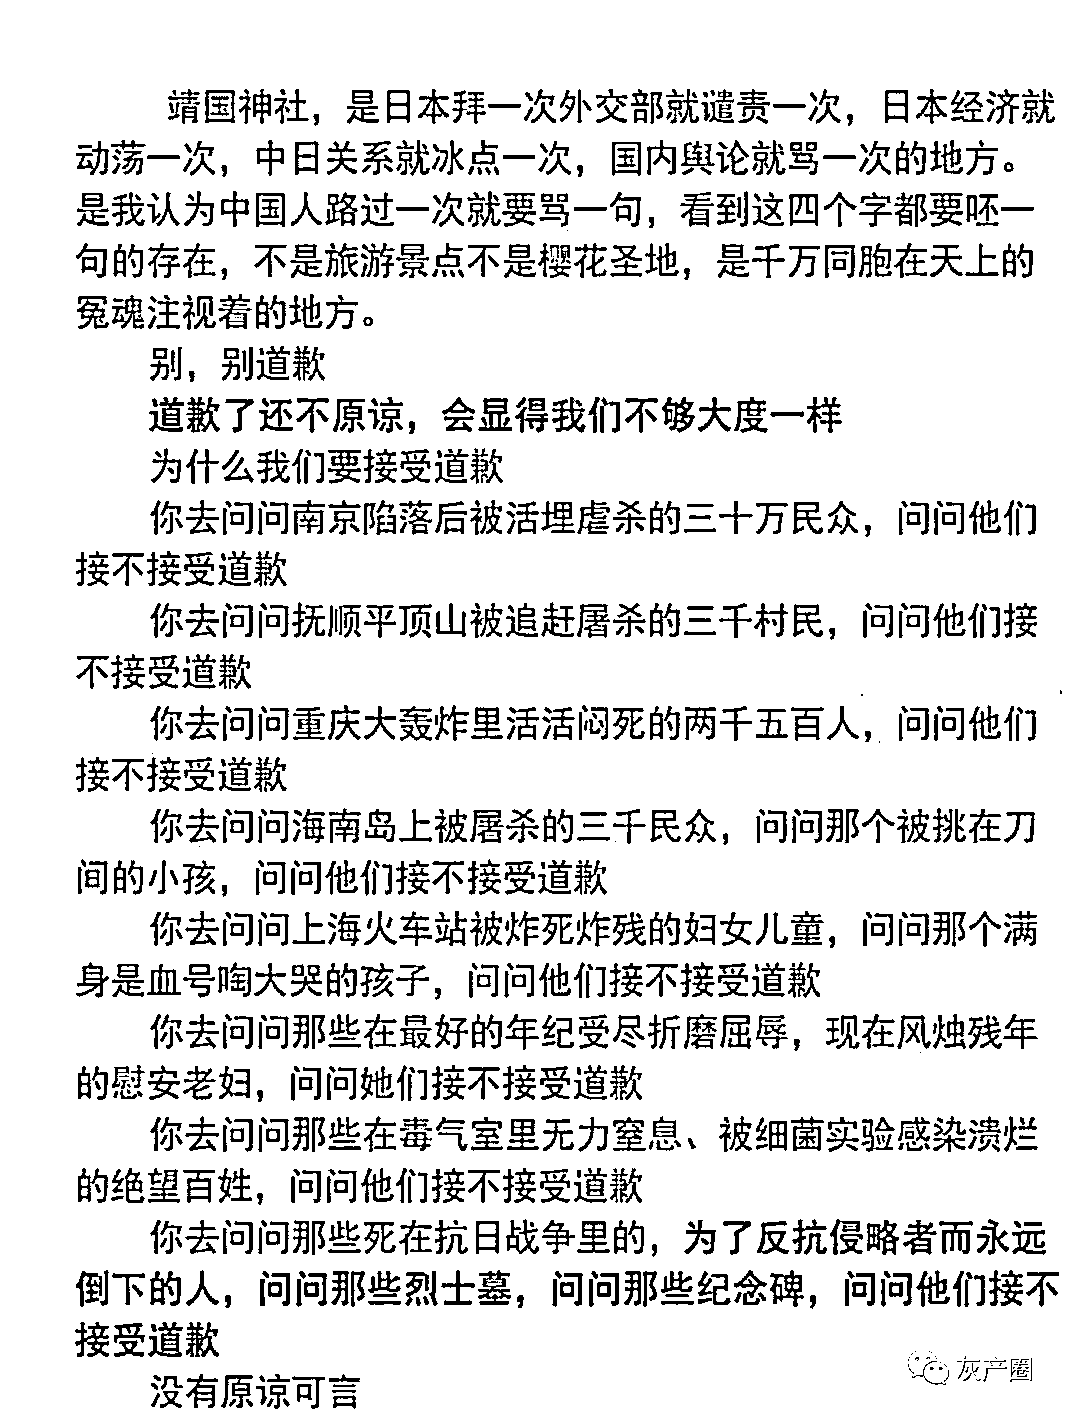 靖国神社，是日本拜一次外交部就谴责一次，日本经济就
动荡一次，中日关系就冰点一次，国内舆论就骂一次的地方。
是我认为中国人路过一次就要骂一句，看到这四个字都要呸一
句的存在，不是旅游景点不是樱花圣地，是千万同胞在天上的
冤魂注视着的地方。
别，别道歉
道歉了还不原谅，会显得我们不够大度一样
为什么我们要接受道歉
你去问问南京陷落后被活埋虐杀的三十万民众，问问他们
接不接受道歉
你去问问抚顺平顶山被追赶屠杀的三千村民，问问他们接
不接受道歉
你去问问重庆大轰炸里活活闷死的两千五百人，问问他们
接不接受道歉
你去问问海南岛上被屠杀的三千民众，问问那个被挑在刀
间的小孩，问问他们接不接受道歉
你去问问上海火车站被炸死炸残的妇女儿童，问问那个满
身是血号啕大哭的孩子，问问他们接不接受道歉
你去问问那些在最好的年纪受尽折磨屈辱，现在风烛残年
的慰安老妇，问问她们接不接受道歉
你去问问那些在毒气室里无力窒息、被细菌实验感染溃烂
的绝望百姓，问问他们接不接受道歉
你去问问那些死在抗日战争里的，为了反抗侵略者而永远
倒下的人，问问那些烈士墓，问问那些纪念碑，问问他们接不
接受道歉
没有原谅可言
灰产圈